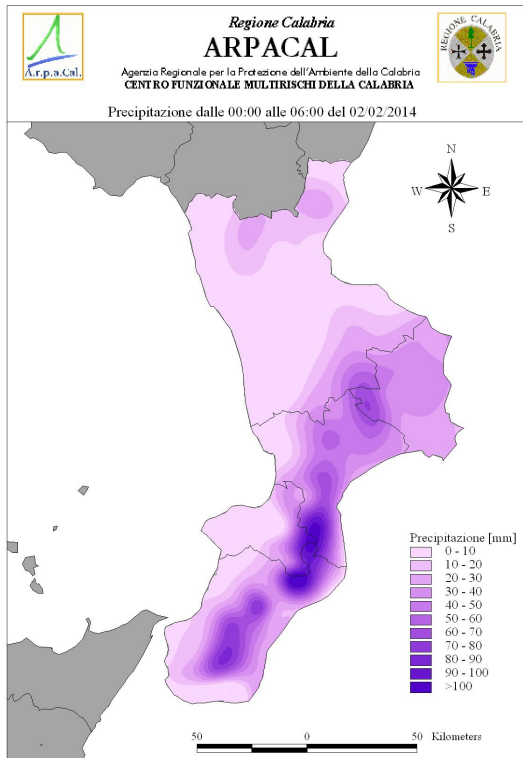 Regione Calabria
ARPACAL
Agenzia Regionale per la Protezione dell'Ambiente della Calabria
CENTRO FUNZIONALE MULTIRISCHI DELLA CALABRIA
A.r.p.a.Cal.
REGIONE CALABRIA
Precipitazione dalle 00:00 alle 06:00 del 02/02/2014
N
W E
S
Precipitazione [mm]
0 - 10
10 - 20
20 - 30
30 - 40
40 - 50
50 - 60
60 - 70
70 - 80
80 - 90
90 - 100
>100
50 0 50 Kilometers